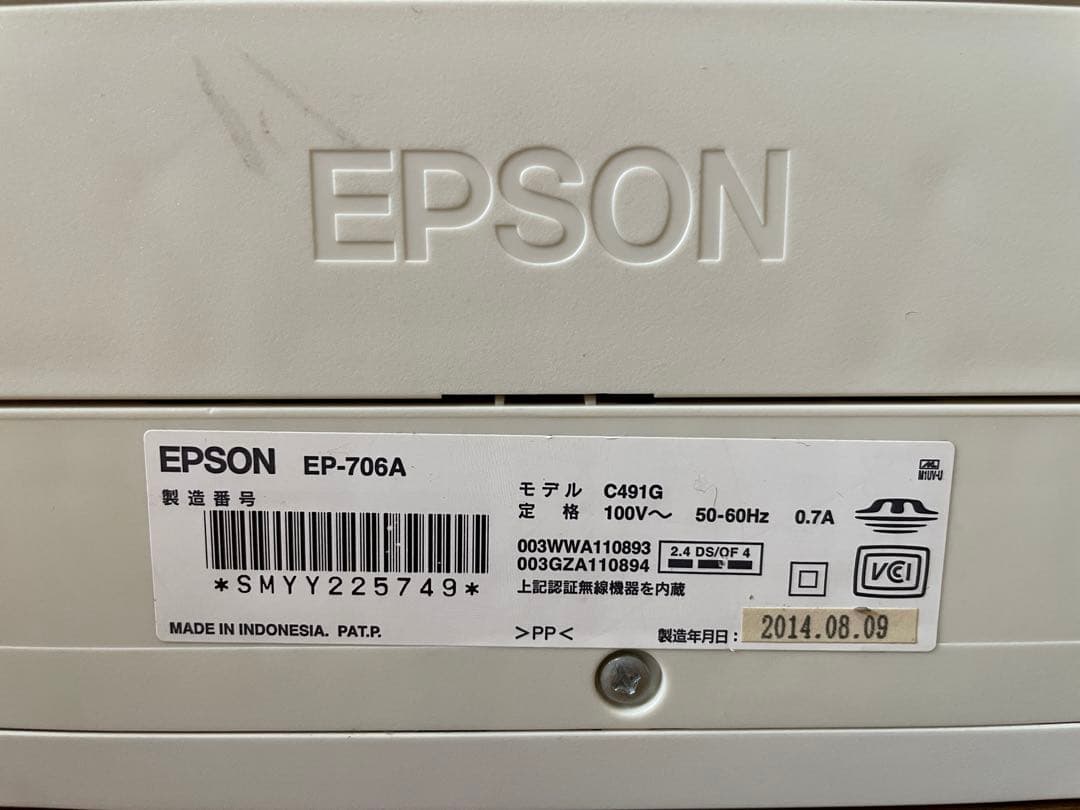 EPSON
EPSON EP-706A
製造番号
*SMYY225749*
MADE IN INDONESIA. PAT.P.
モデル C491G
定格 100V～ 50-60Hz 0.7A
003WWA110893
003GZA110894
2.4 DS/OF 4
上記認証無線機器を内蔵
>PP<
製造年月日：2014.08.09
M1UV-U
VCI